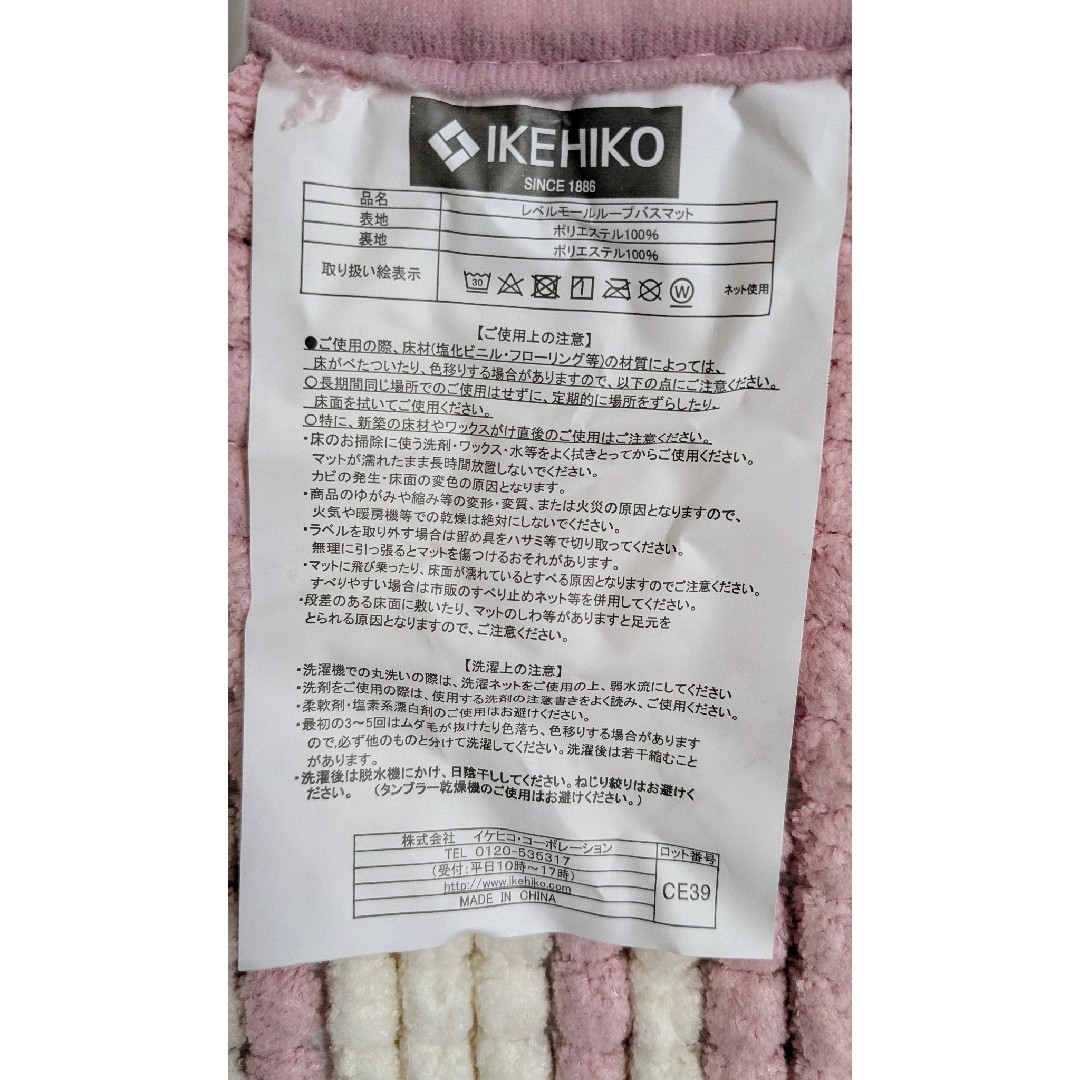 IKEHIKO
SINCE 1886
品名 レベルモールループバスマット
表地 ポリエステル100%
裏地 ポリエステル100%
取り扱い絵表示 30 W ネット使用
【ご使用上の注意】
●ご使用の際、床材(塩化ビニル・フローリング等)の材質によっては、
床がべたついたり、色移りする場合がありますので、以下の点にご注意ください。
○長期間同じ場所でのご使用はせずに、定期的に場所をずらしたり、
床面を拭いてご使用ください。
○特に、新築の床材やワックスがけ直後のご使用はご注意ください。
・床のお掃除に使う洗剤・ワックス・水等をよく拭きとってからご使用ください。
マットが濡れたまま長時間放置しないでください。
カビの発生・床面の変色の原因となります。
・商品のゆがみや縮み等の変形・変質、または火災の原因となりますので、
火気や暖房機等での乾燥は絶対にしないでください。
・ラベルを取り外す場合は留め具をハサミ等で切り取ってください。
無理に引っ張るとマットを傷つけるおそれがあります。
・マットに飛び乗ったり、床面が濡れているとすべる原因となりますのでご注意ください。
すべりやすい場合は市販のすべり止めネット等を併用してください。
・段差のある床面に敷いたり、マットのしわ等がありますと足元を
とられる原因となりますので、ご注意ください。
【洗濯上の注意】
・洗濯機での丸洗いの際は、洗濯ネットをご使用の上、弱水流にしてください
・洗剤をご使用の際は、使用する洗剤の注意書きをよく読み、ご使用ください。
・柔軟剤・塩素系漂白剤のご使用はお避けください。
・最初の3～5回はムダモが抜けたり色落ち、色移りする場合があります
ので、必ず他のものと分けて洗濯してください。洗濯後は若干縮むこと
があります。
・洗濯後は脱水機にかけ、日陰干ししてください。ねじり絞りはお避けく
ださい。 (タンブラー乾燥機のご使用はお避けください。)
株式会社 イケヒコ・コーポレーション
TEL 0120-535317
(受付:平日10時～17時)
http://www.ikehiko.com
MADE IN CHINA
ロット番号
CE39